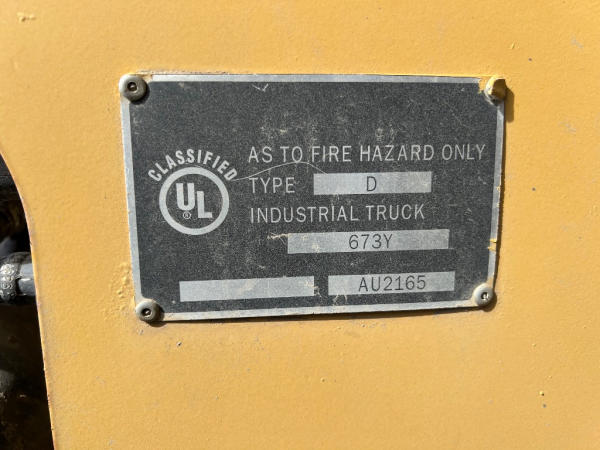 CLASSIFIED
UL
®
AS TO FIRE HAZARD ONLY
TYPE D
INDUSTRIAL TRUCK
673Y
AU2165